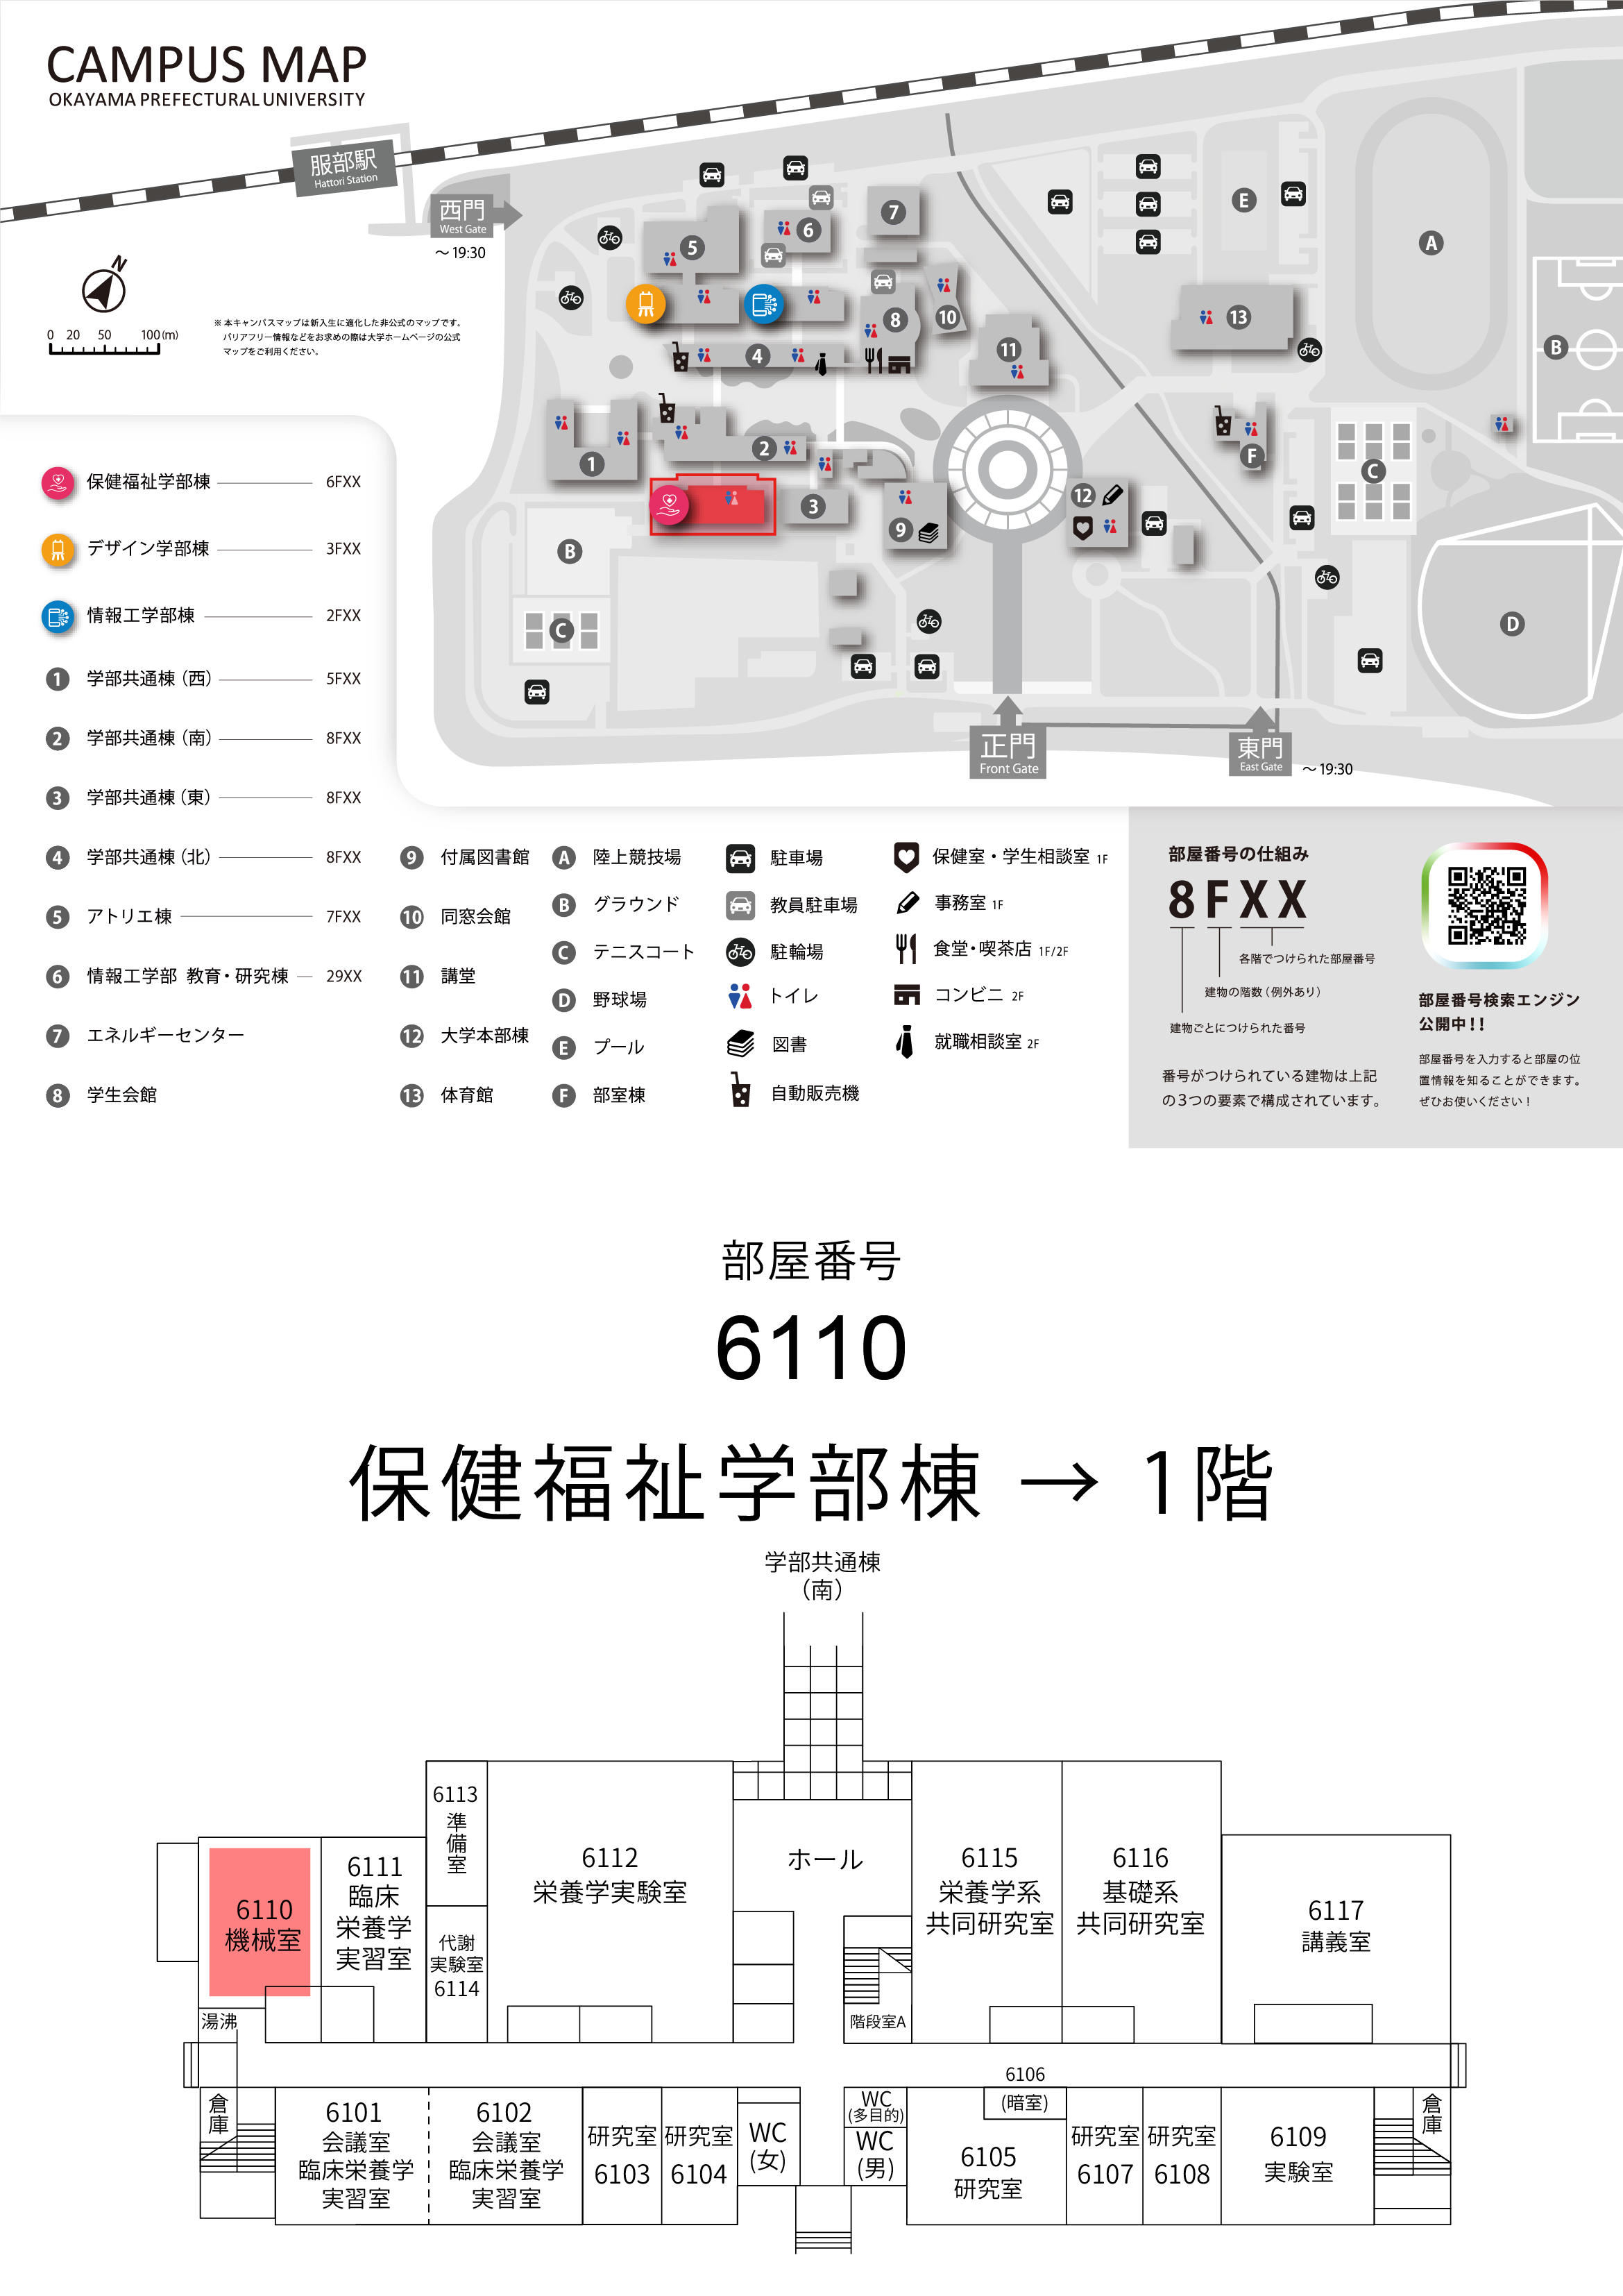 CAMPUS MAP
OKAYAMA PREFECTURAL UNIVERSITY
服部駅
Hattori Station
西門
West Gate
～19:30
N
0 20 50 100(m)
※ 本キャンパスマップは新入生に適化した非公式のマップです。
バリアフリー情報などをお求めの際は大学ホームページの公式
マップをご利用ください。
5
6
7
8
10
4
11
13
E
A
B
1
2
3
9
12
F
C
B
C
D
正門
Front Gate
東門
East Gate
～19:30
保健福祉学部棟 6FXX
デザイン学部棟 3FXX
情報工学部棟 2FXX
1 学部共通棟（西） 5FXX
2 学部共通棟（南） 8FXX
3 学部共通棟（東） 8FXX
4 学部共通棟（北） 8FXX
5 アトリエ棟 7FXX
6 情報工学部 教育・研究棟 29XX
7 エネルギーセンター
8 学生会館
9 付属図書館
10 同窓会館
11 講堂
12 大学本部棟
13 体育館
A 陸上競技場
B グラウンド
C テニスコート
D 野球場
E プール
F 部室棟
駐車場
教員駐車場
駐輪場
トイレ
図書
自動販売機
保健室・学生相談室 1F
事務室 1F
食堂・喫茶店 1F/2F
コンビニ 2F
就職相談室 2F
部屋番号の仕組み
8FXX
各階でつけられた部屋番号
建物の階数（例外あり）
建物ごとにつけられた番号
番号がつけられている建物は上記
の３つの要素で構成されています。
部屋番号検索エンジン
公開中！！
部屋番号を入力すると部屋の位
置情報を知ることができます。
ぜひお使いください！
部屋番号
6110
保健福祉学部棟 → 1階
学部共通棟
（南）
6110
機械室
6111
臨床
栄養学
実習室
6113
準備室
代謝
実験室
6114
6112
栄養学実験室
ホール
階段室A
6115
栄養学系
共同研究室
6116
基礎系
共同研究室
6117
講義室
湯沸
倉庫
6101
会議室
臨床栄養学
実習室
6102
会議室
臨床栄養学
実習室
研究室
6103
研究室
6104
WC
(女)
WC
(多目的)
WC
(男)
6106
(暗室)
6105
研究室
研究室
6107
研究室
6108
6109
実験室
倉庫